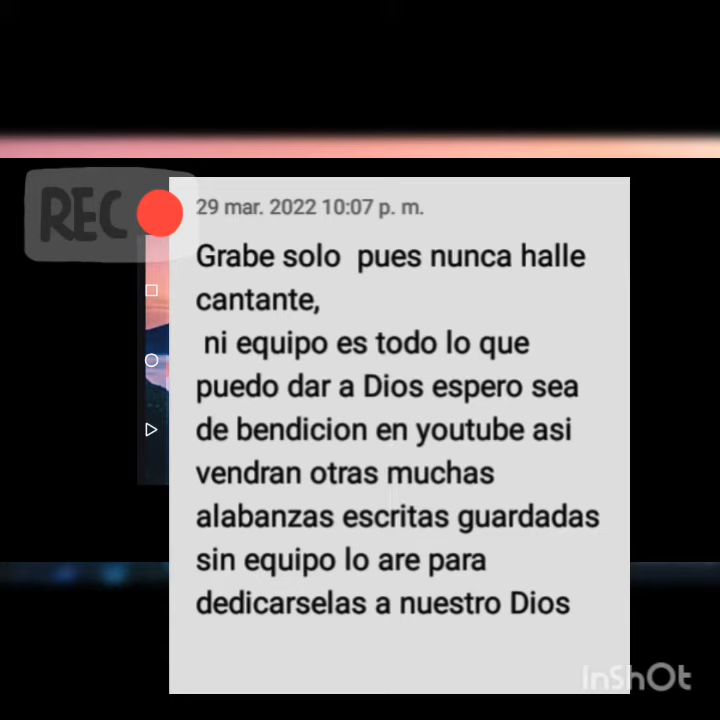 REC
29 mar. 2022 10:07 p. m.
Grabe solo pues nunca halle
cantante,
ni equipo es todo lo que
puedo dar a Dios espero sea
de bendicion en youtube asi
vendran otras muchas
alabanzas escritas guardadas
sin equipo lo are para
dedicarselas a nuestro Dios
InShOt